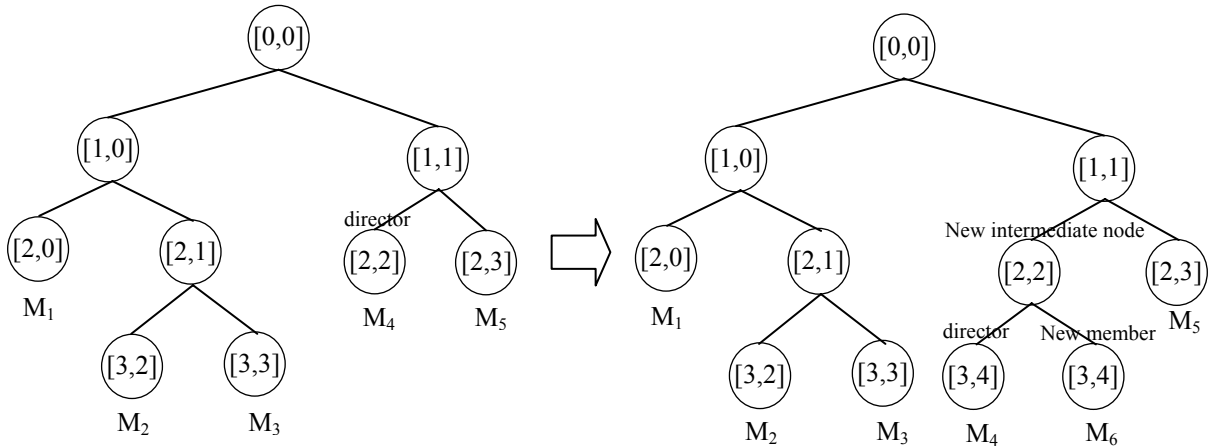 [0,0]
[1,0]
[1,1]
director
[2,0]
[2,1]
[2,2]
[2,3]
M1
M4
M5
[3,2]
[3,3]
M2
M3
[0,0]
[1,0]
[1,1]
New intermediate node
[2,0]
[2,1]
[2,2]
[2,3]
M1
M5
director
New member
[3,2]
[3,3]
[3,4]
[3,4]
M2
M3
M4
M6